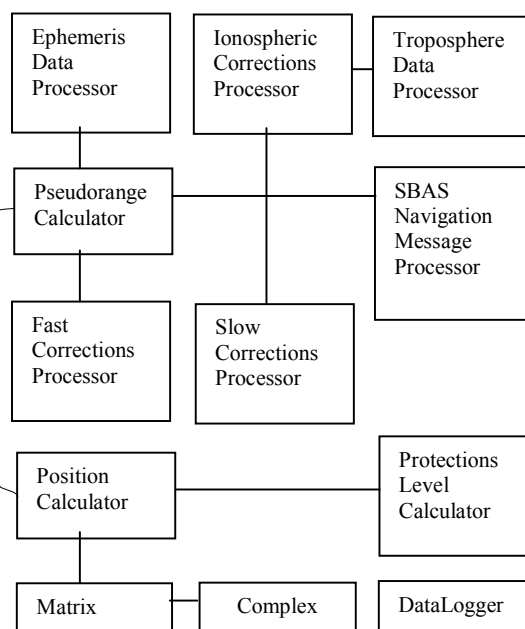 Ephemeris
Data
Processor
Ionospheric
Corrections
Processor
Troposphere
Data
Processor
Pseudorange
Calculator
SBAS
Navigation
Message
Processor
Fast
Corrections
Processor
Slow
Corrections
Processor
Position
Calculator
Protections
Level
Calculator
Matrix
Complex
DataLogger